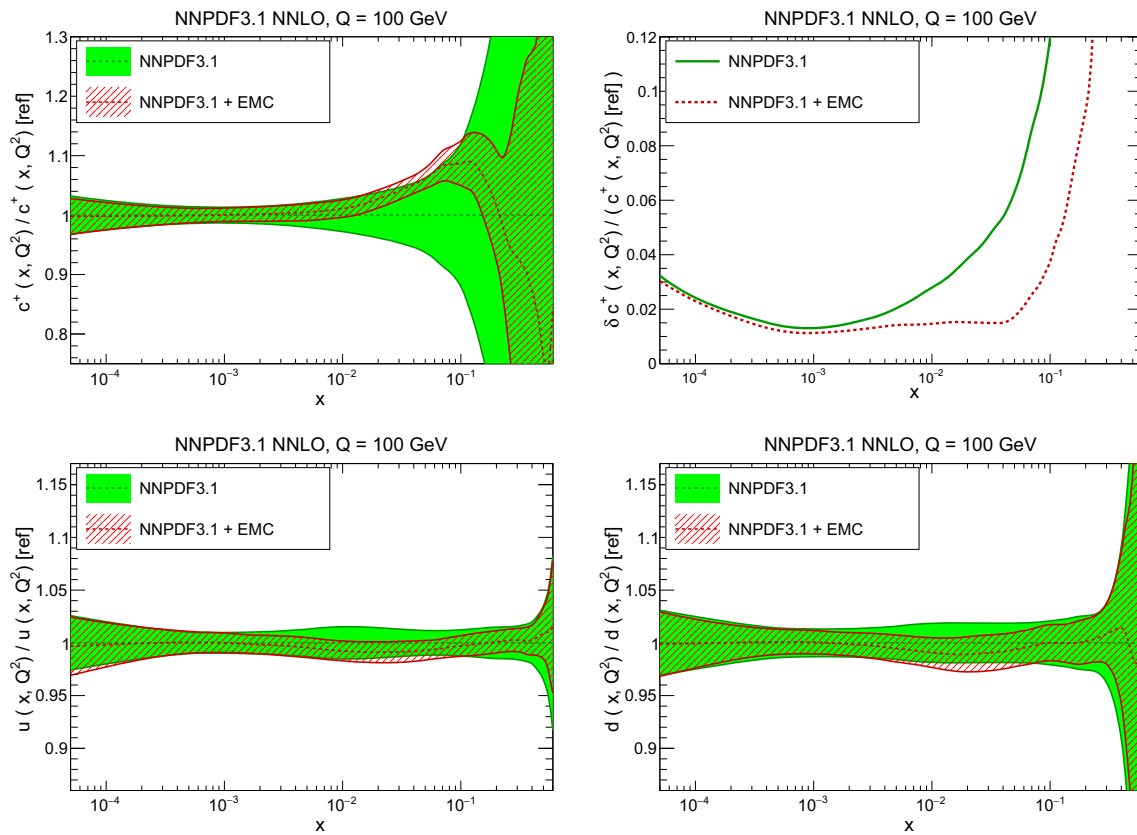 NNPDF3.1 NNLO, Q = 100 GeV
c⁺ ( x, Q²) / c⁺ ( x, Q²) [ref]
1.3
1.2
1.1
1
0.9
0.8
NNPDF3.1
NNPDF3.1 + EMC
10⁻⁴ 10⁻³ 10⁻² 10⁻¹
x
NNPDF3.1 NNLO, Q = 100 GeV
δ c⁺ ( x, Q²) / ( c⁺ ( x, Q²) [ref] )
0.12
0.1
0.08
0.06
0.04
0.02
0
NNPDF3.1
NNPDF3.1 + EMC
10⁻⁴ 10⁻³ 10⁻² 10⁻¹
x
NNPDF3.1 NNLO, Q = 100 GeV
u ( x, Q²) / u ( x, Q²) [ref]
1.15
1.1
1.05
1
0.95
0.9
NNPDF3.1
NNPDF3.1 + EMC
10⁻⁴ 10⁻³ 10⁻² 10⁻¹
x
NNPDF3.1 NNLO, Q = 100 GeV
d ( x, Q²) / d ( x, Q²) [ref]
1.15
1.1
1.05
1
0.95
0.9
NNPDF3.1
NNPDF3.1 + EMC
10⁻⁴ 10⁻³ 10⁻² 10⁻¹
x